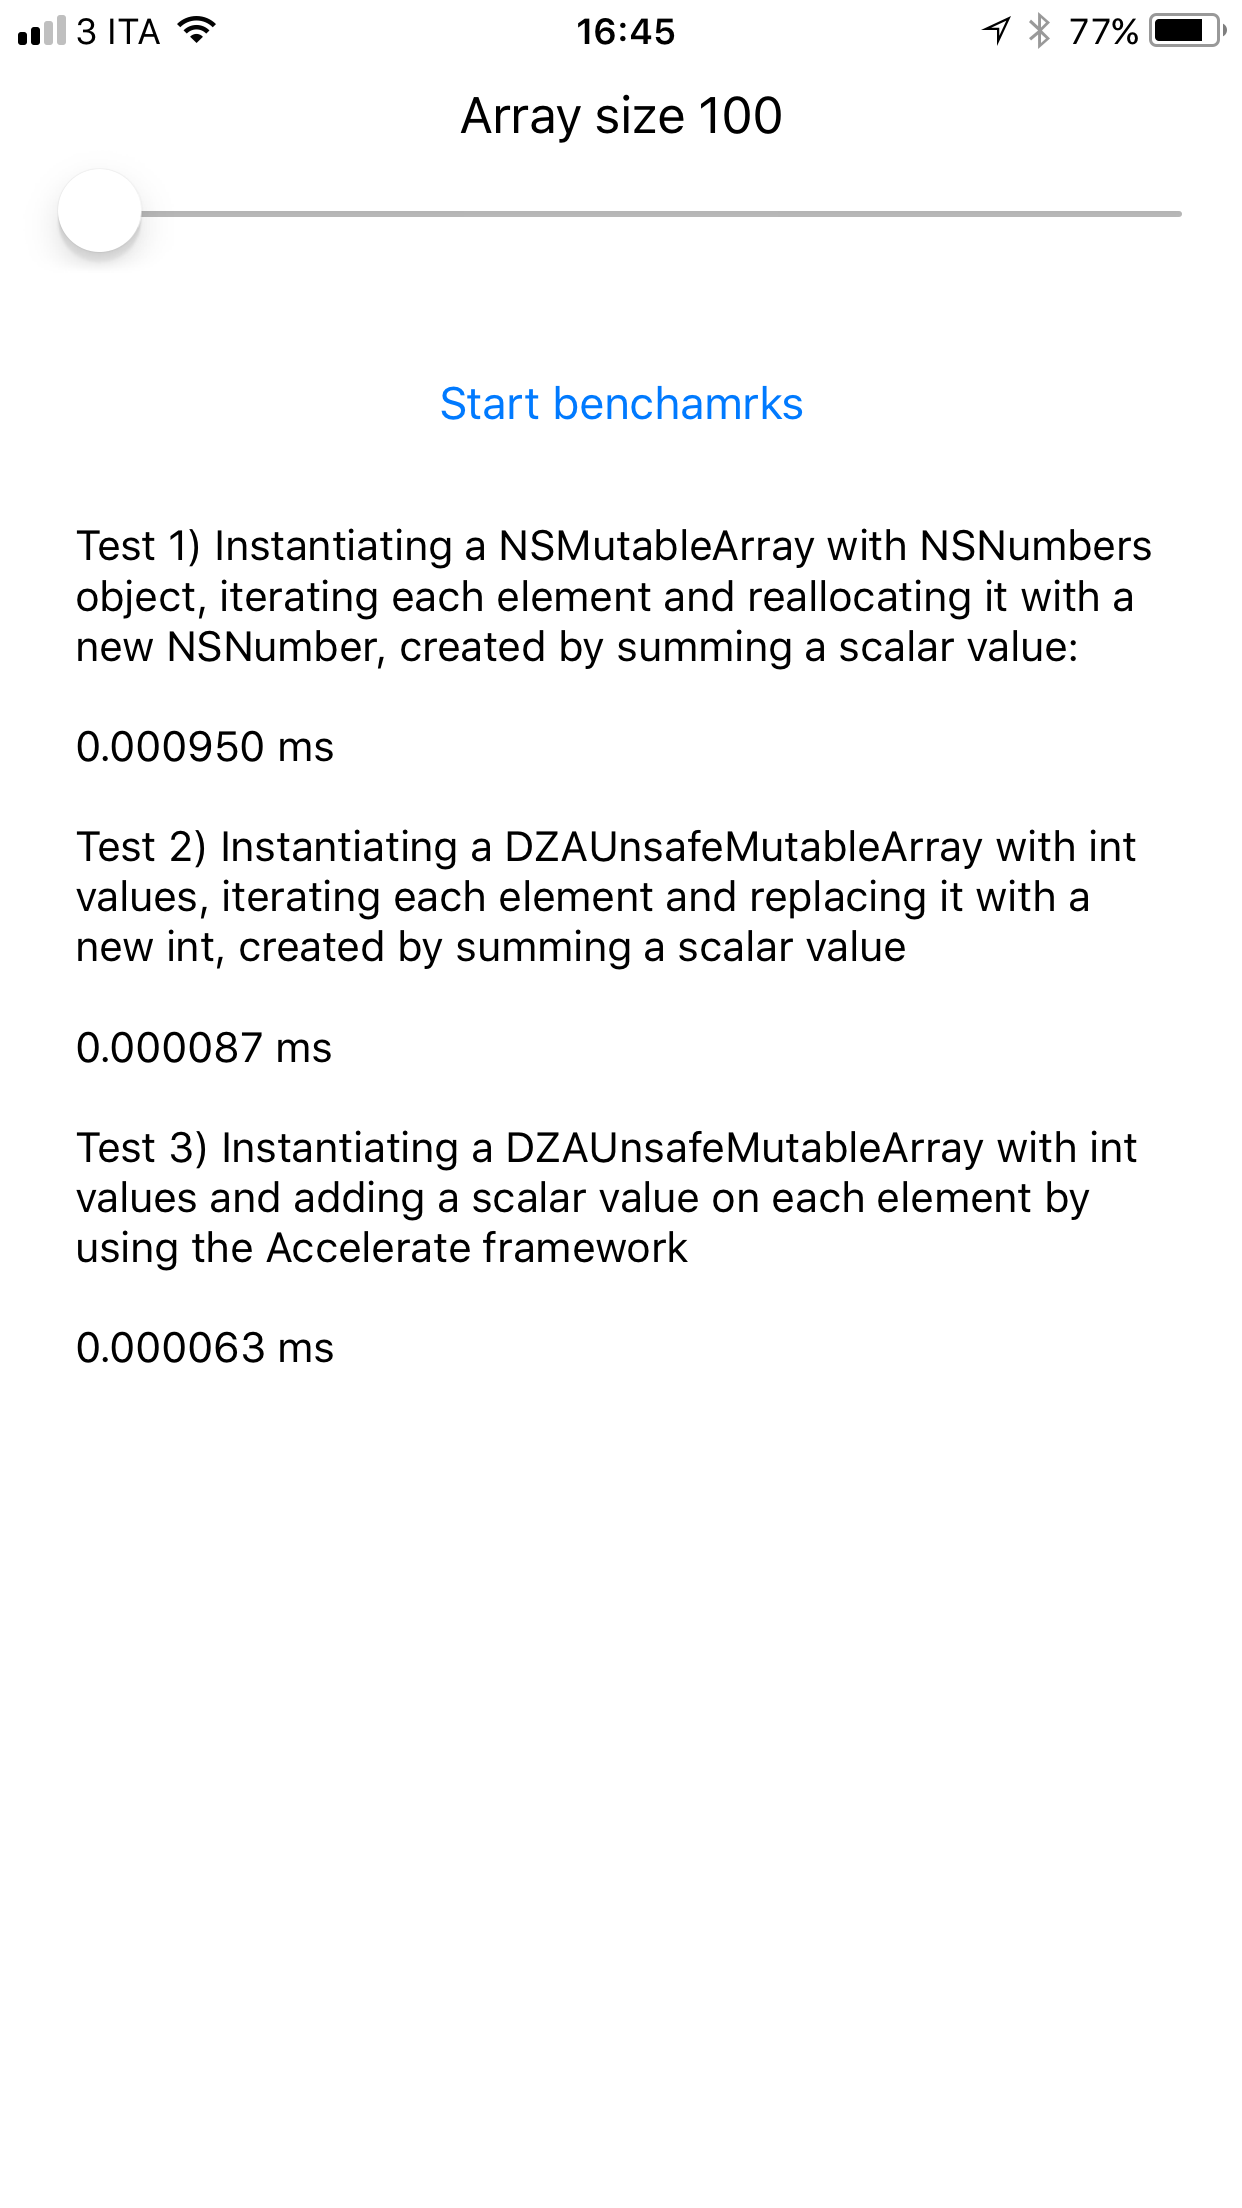 3 ITA 16:45 77%
Array size 100
Start benchamrks
Test 1) Instantiating a NSMutableArray with NSNumbers
object, iterating each element and reallocating it with a
new NSNumber, created by summing a scalar value:
0.000950 ms
Test 2) Instantiating a DZAUnsafeMutableArray with int
values, iterating each element and replacing it with a
new int, created by summing a scalar value
0.000087 ms
Test 3) Instantiating a DZAUnsafeMutableArray with int
values and adding a scalar value on each element by
using the Accelerate framework
0.000063 ms